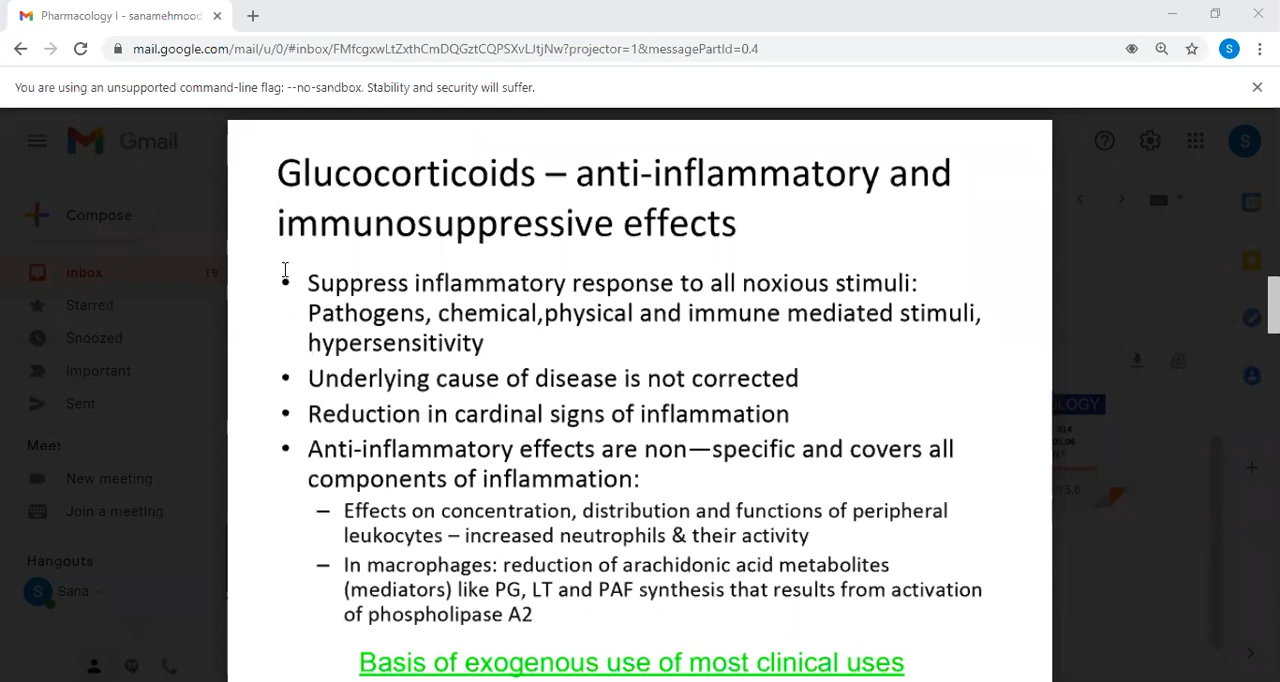 Pharmacology I - sanamehmood
mail.google.com/mail/u/0/#inbox/FMfcgxwLtZxthCmDQGztCQPSXvLJtjNw?projector=1&messagePartId=0.4
S
You are using an unsupported command-line flag: --no-sandbox. Stability and security will suffer.
Gmail
S
Compose
Inbox 19
Starred
Snoozed
Important
Sent
Meet
New meeting
Join a meeting
Hangouts
S Sana
Glucocorticoids – anti-inflammatory and
immunosuppressive effects
• Suppress inflammatory response to all noxious stimuli:
Pathogens, chemical,physical and immune mediated stimuli,
hypersensitivity
• Underlying cause of disease is not corrected
• Reduction in cardinal signs of inflammation
• Anti-inflammatory effects are non—specific and covers all
components of inflammation:
– Effects on concentration, distribution and functions of peripheral
leukocytes – increased neutrophils & their activity
– In macrophages: reduction of arachidonic acid metabolites
(mediators) like PG, LT and PAF synthesis that results from activation
of phospholipase A2
Basis of exogenous use of most clinical uses
OLOGY